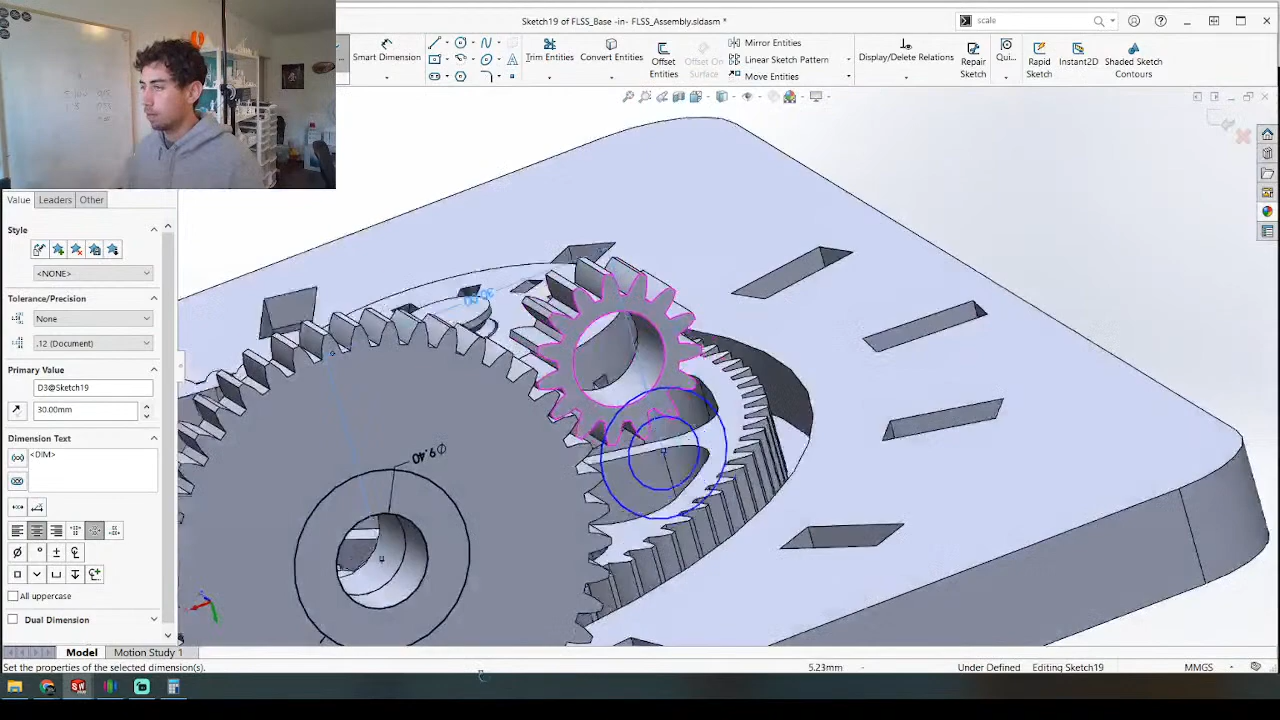 Sketch19 of FLSS_Base -in- FLSS_Assembly.sldasm *
scale
Smart Dimension
Trim Entities
Convert Entities
Offset Entities
Offset On Surface
Mirror Entities
Linear Sketch Pattern
Move Entities
Display/Delete Relations
Repair Sketch
Quic
Rapid Sketch
Instant2D
Shaded Sketch Contours
Value
Leaders
Other
Style
<NONE>
Tolerance/Precision
None
.12 (Document)
Primary Value
D3@Sketch19
30.00mm
Dimension Text
<DIM>
All uppercase
Dual Dimension
Ø9.40
Model
Motion Study 1
Set the properties of the selected dimension(s).
5.23mm
-
Under Defined
Editing Sketch19
MMGS